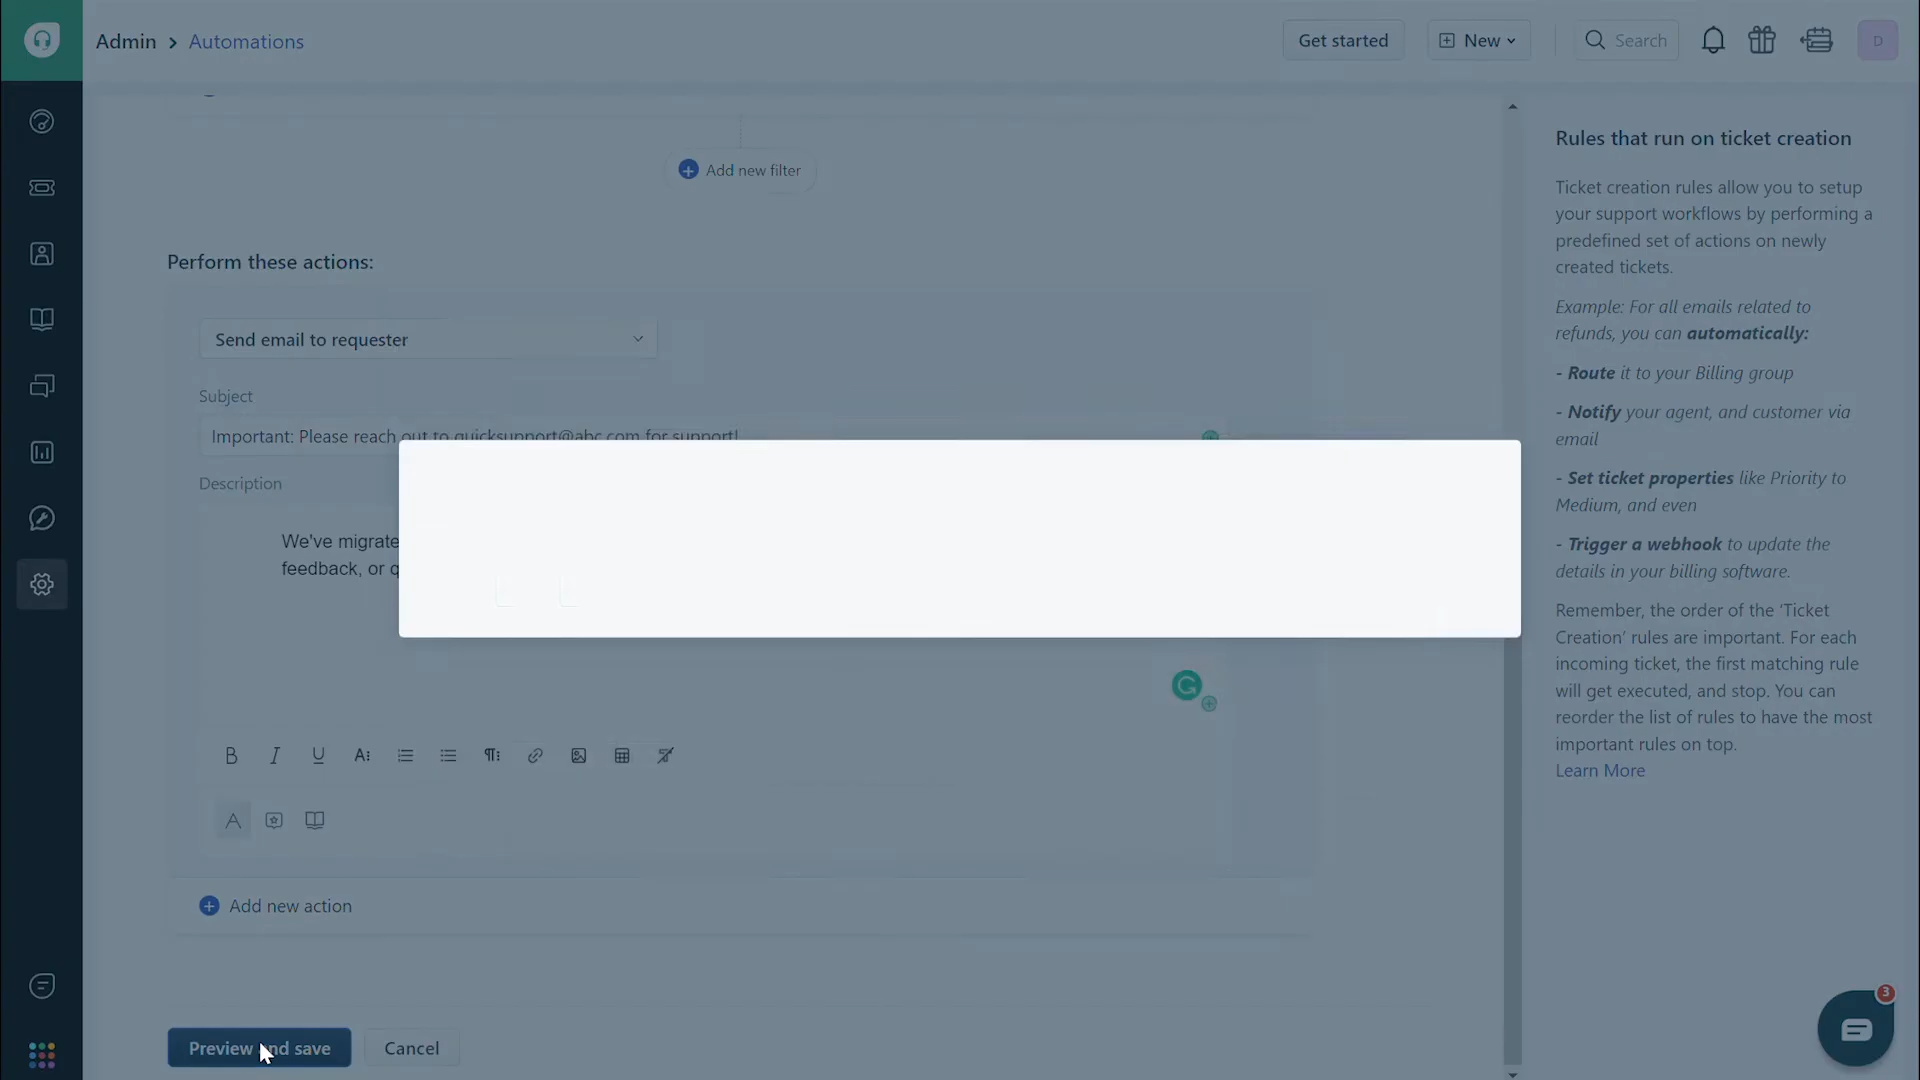 Admin > Automations
Get started
New
Search
D
Add new filter
Perform these actions:
Send email to requester
Subject
Important: Please reach out to quicksupport@abc.com for support!
Description
We've migrate
feedback, or q
Add new action
Preview and save
Cancel
Rules that run on ticket creation
Ticket creation rules allow you to setup
your support workflows by performing a
predefined set of actions on newly
created tickets.
Example: For all emails related to
refunds, you can automatically:
- Route it to your Billing group
- Notify your agent, and customer via
email
- Set ticket properties like Priority to
Medium, and even
- Trigger a webhook to update the
details in your billing software.
Remember, the order of the ‘Ticket
Creation’ rules are important. For each
incoming ticket, the first matching rule
will get executed, and stop. You can
reorder the list of rules to have the most
important rules on top.
Learn More
3